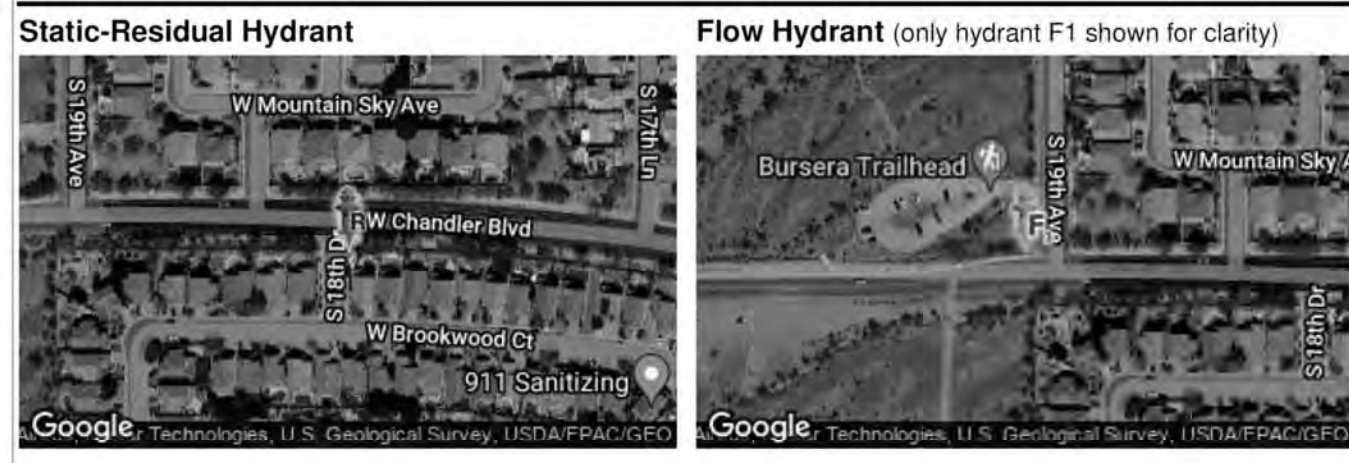 Static-Residual Hydrant
S 19th Ave
W Mountain Sky Ave
S 17th Ln
R
W Chandler Blvd
S 18th Dr
W Brookwood Ct
911 Sanitizing
Google
Technologies, U.S. Geological Survey, USDA/FPAC/GEO
Flow Hydrant (only hydrant F1 shown for clarity)
Bursera Trailhead
S 19th Ave
W Mountain Sky A
F
S 18th Dr
Google
Technologies, U.S. Geological Survey, USDA/FPAC/GEO